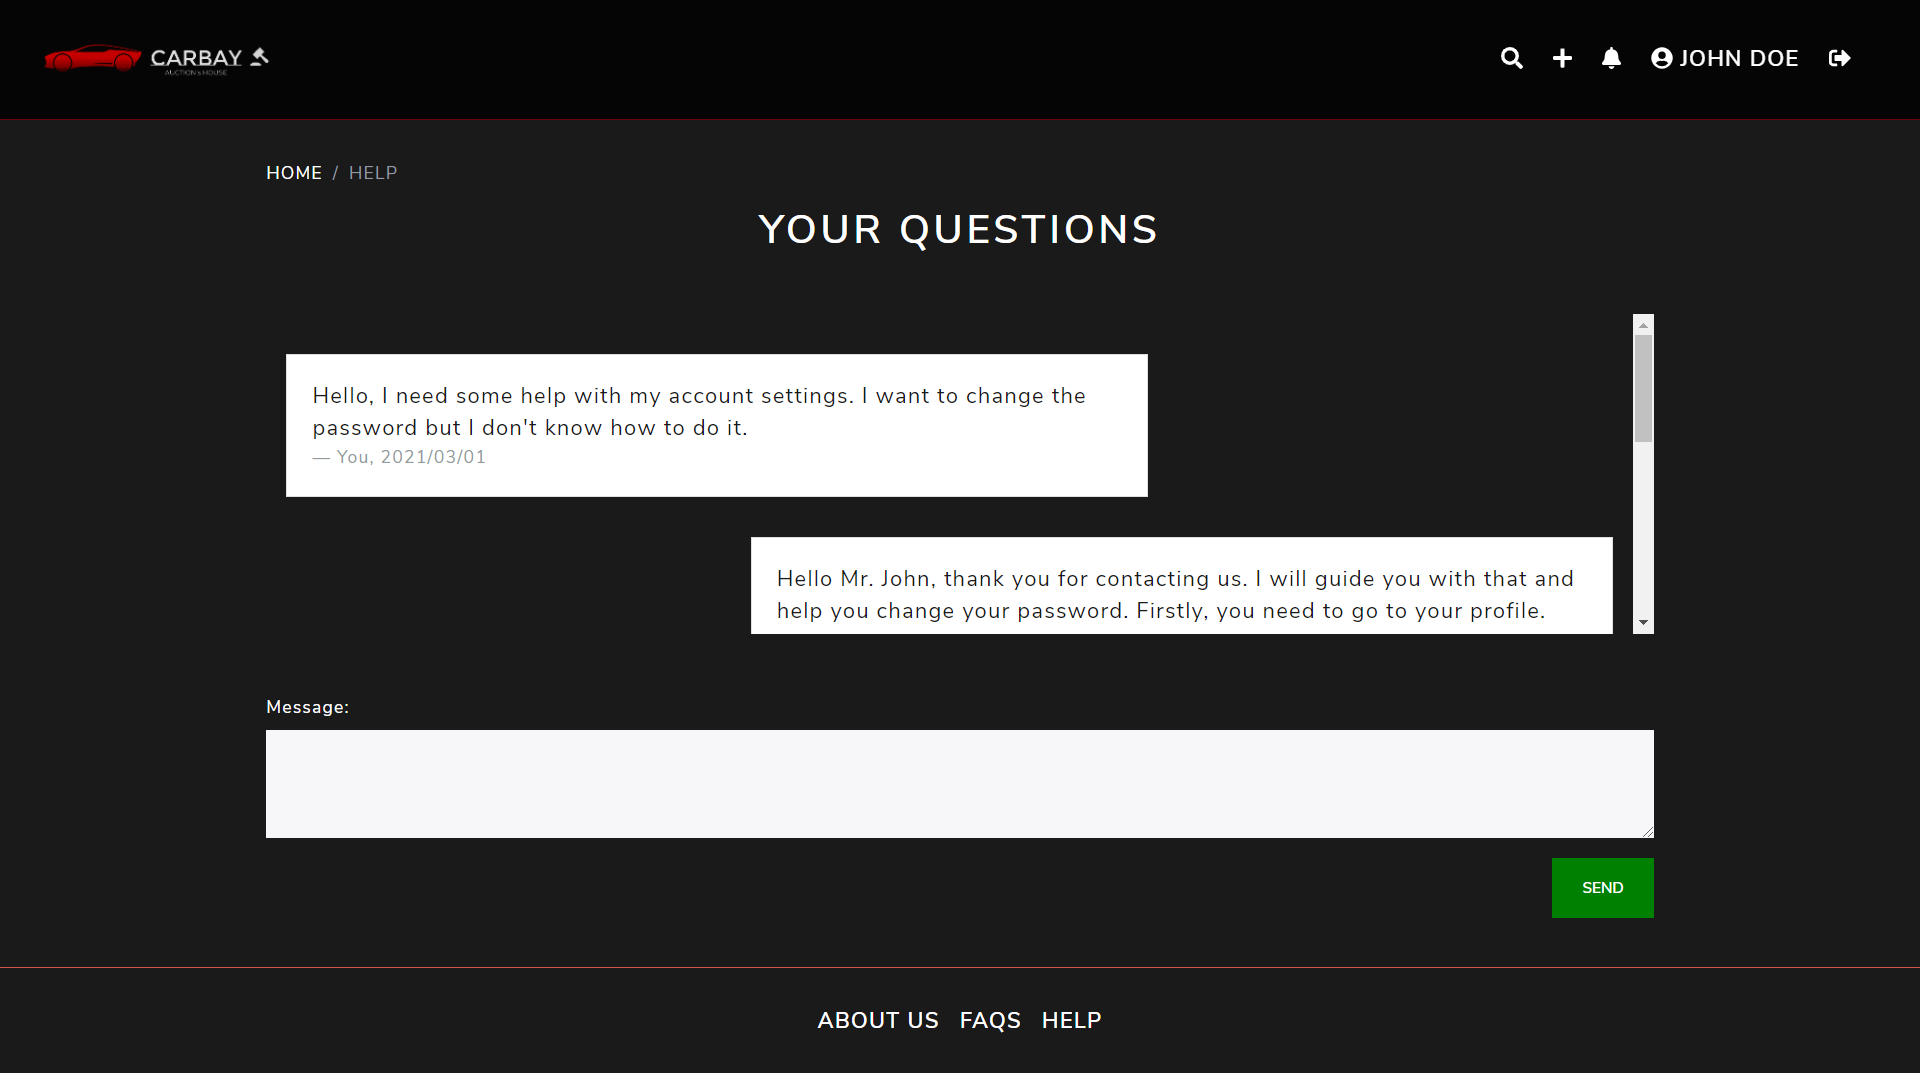 CARBAY
AUCTION's HOUSE
JOHN DOE
HOME / HELP
YOUR QUESTIONS
Hello, I need some help with my account settings. I want to change the
password but I don't know how to do it.
— You, 2021/03/01
Hello Mr. John, thank you for contacting us. I will guide you with that and
help you change your password. Firstly, you need to go to your profile.
Message:
SEND
ABOUT US FAQS HELP